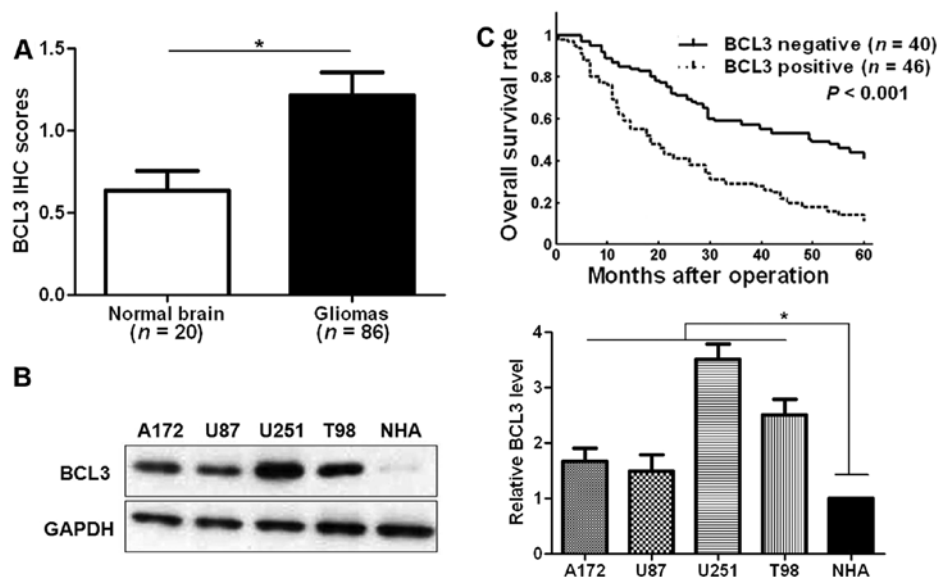 A
*
BCL3 IHC scores
1.5
1.0
0.5
0.0
Normal brain
(n = 20)
Gliomas
(n = 86)
B
A172 U87 U251 T98 NHA
BCL3
GAPDH
C
BCL3 negative (n = 40)
BCL3 positive (n = 46)
P < 0.001
Overall survival rate
1
0.8
0.6
0.4
0.2
0
0 10 20 30 40 50 60
Months after operation
*
Relative BCL3 level
4
3
2
1
0
A172 U87 U251 T98 NHA